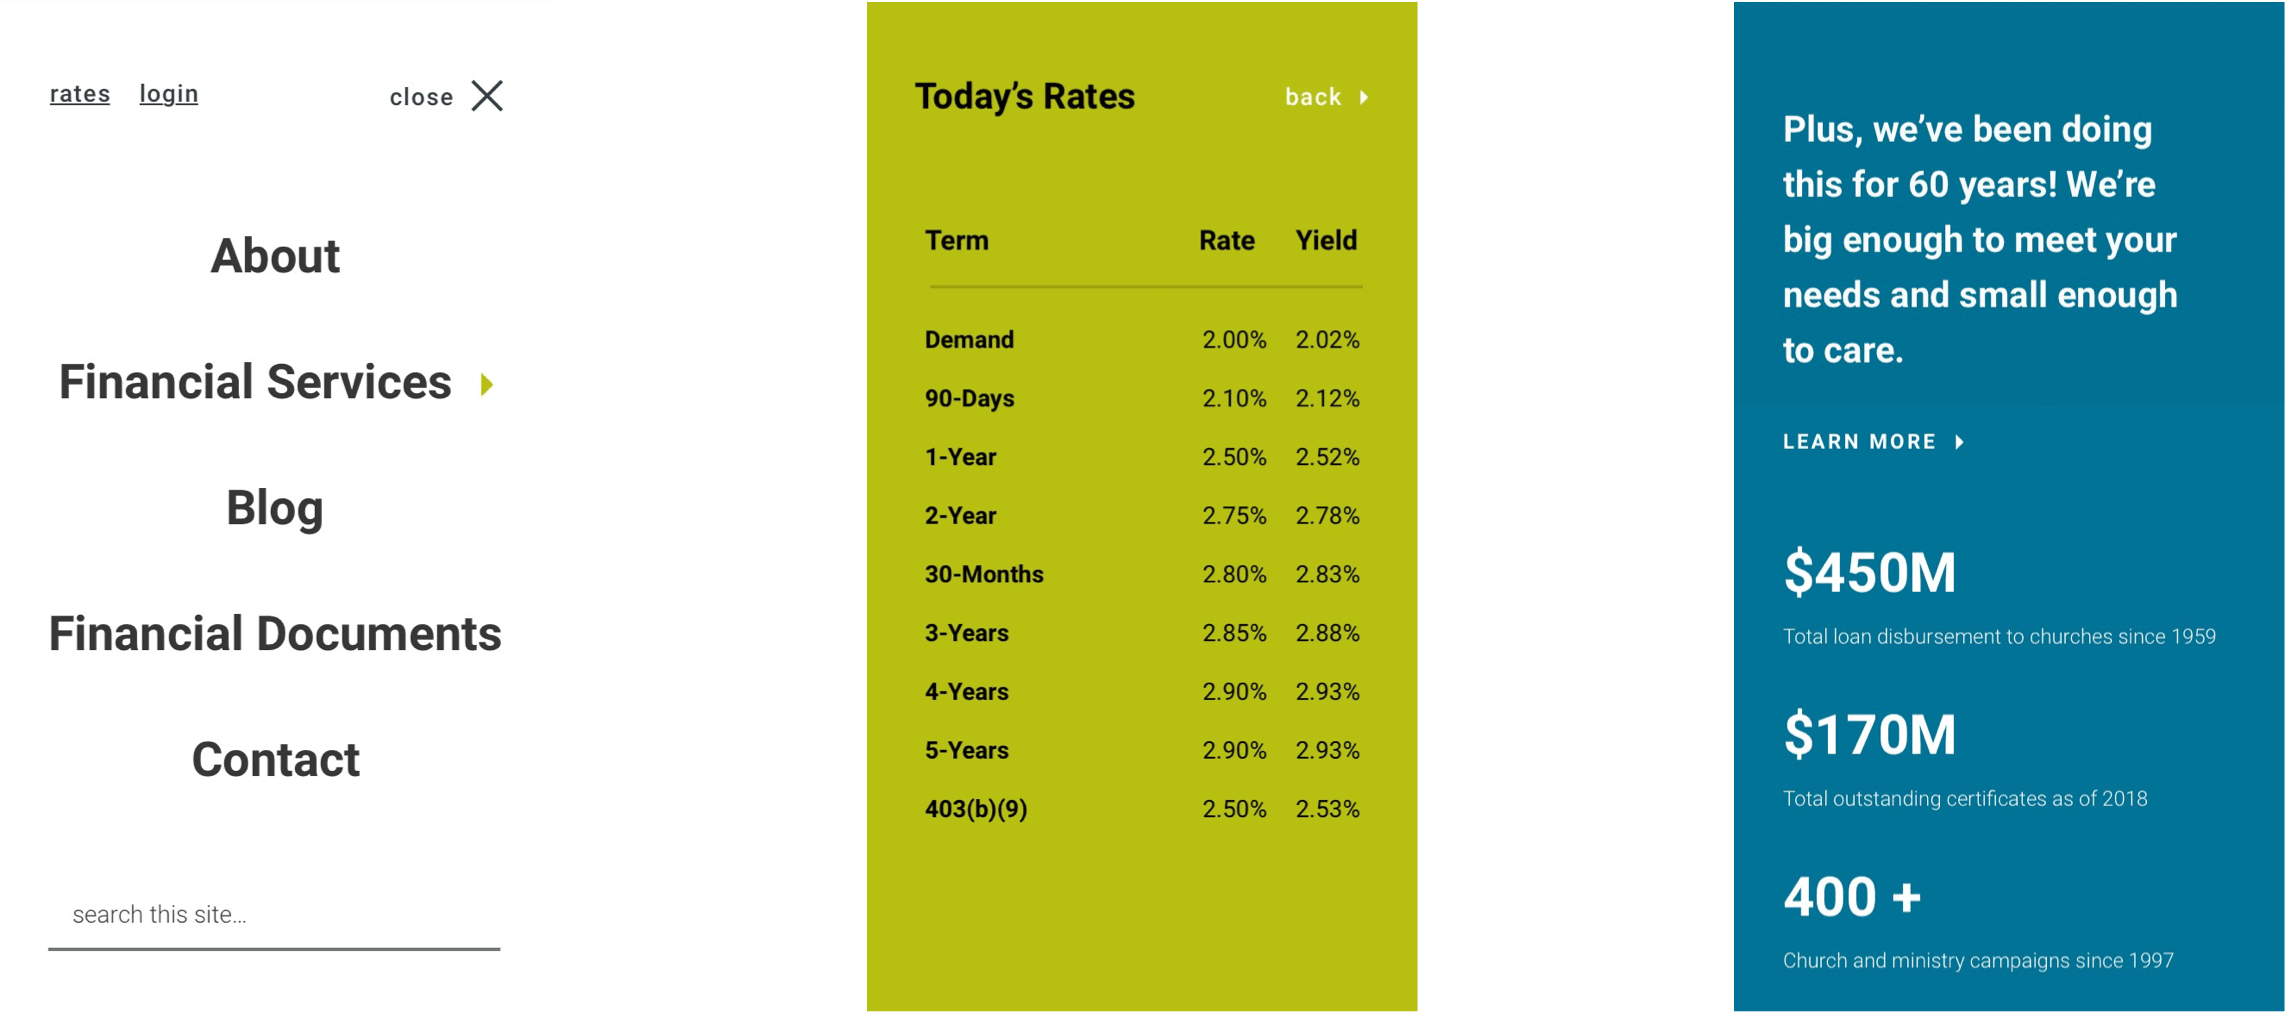 rates login close
About
Financial Services
Blog
Financial Documents
Contact
search this site...
Today’s Rates back
Term Rate Yield
Demand 2.00% 2.02%
90-Days 2.10% 2.12%
1-Year 2.50% 2.52%
2-Year 2.75% 2.78%
30-Months 2.80% 2.83%
3-Years 2.85% 2.88%
4-Years 2.90% 2.93%
5-Years 2.90% 2.93%
403(b)(9) 2.50% 2.53%
Plus, we’ve been doing
this for 60 years! We’re
big enough to meet your
needs and small enough
to care.
LEARN MORE
$450M
Total loan disbursement to churches since 1959
$170M
Total outstanding certificates as of 2018
400 +
Church and ministry campaigns since 1997